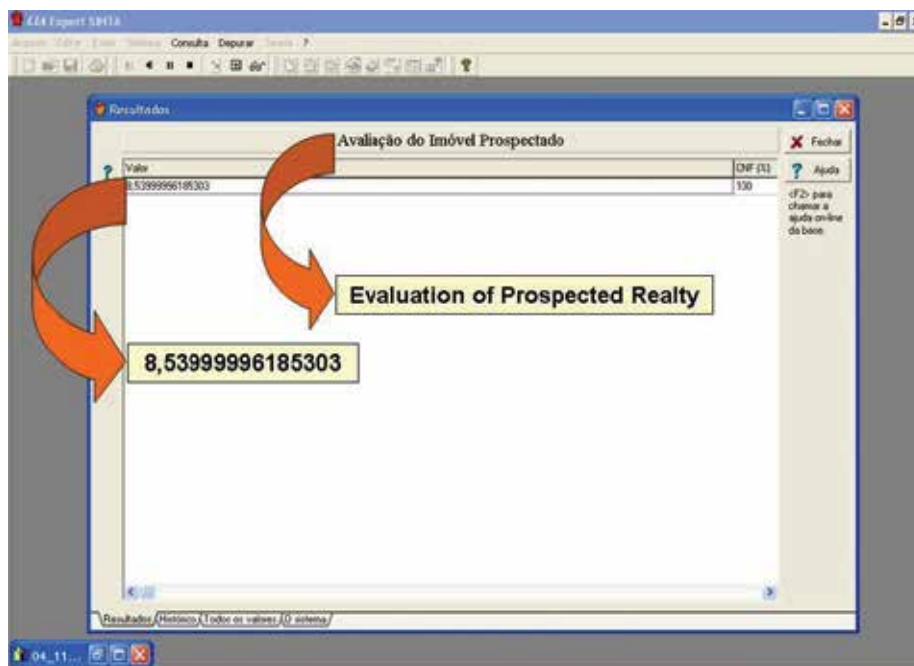 Expert SINTA
Consulta Depurar ?
Resultados
Avaliação do Imóvel Prospectado
Fechar
Valor CNF (%)
? Ajuda
8,53999996185303 100
<F2> para
chamar a
ajuda on-line
da base.
Evaluation of Prospected Realty
8,53999996185303
Resultados Histórico Todos os valores O sistema
04_11...